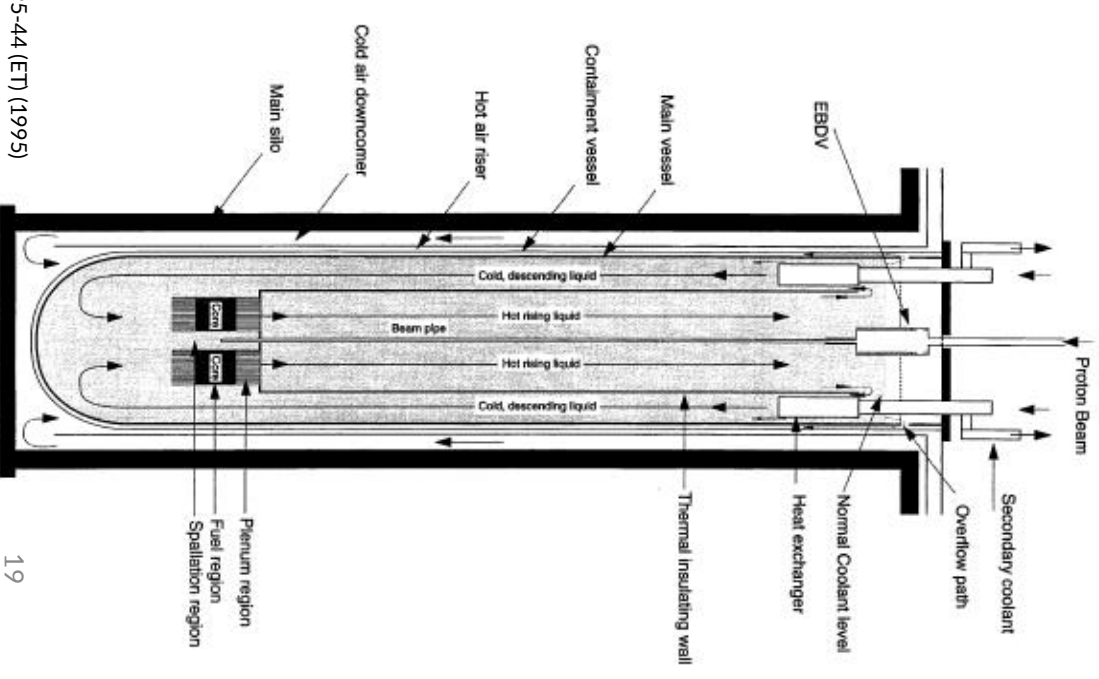 Proton Beam
Secondary coolant
Overflow path
EBDV
Normal Coolant level
Heat exchanger
Main vessel
Thermal insulating wall
Containment vessel
Hot air riser
Cold air downcomer
Main silo
Cold, descending liquid
Hot rising liquid
Beam pipe
Hot rising liquid
Cold, descending liquid
Core
Core
Plenum region
Fuel region
Spallation region
5-44 (ET) (1995)
19